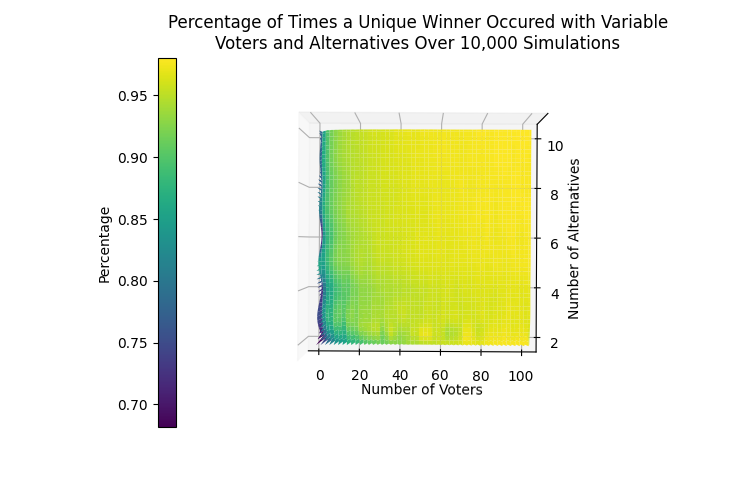 Percentage of Times a Unique Winner Occured with Variable
Voters and Alternatives Over 10,000 Simulations
Percentage
0.95
0.90
0.85
0.80
0.75
0.70
10
8
6
4
2
Number of Alternatives
0 20 40 60 80 100
Number of Voters